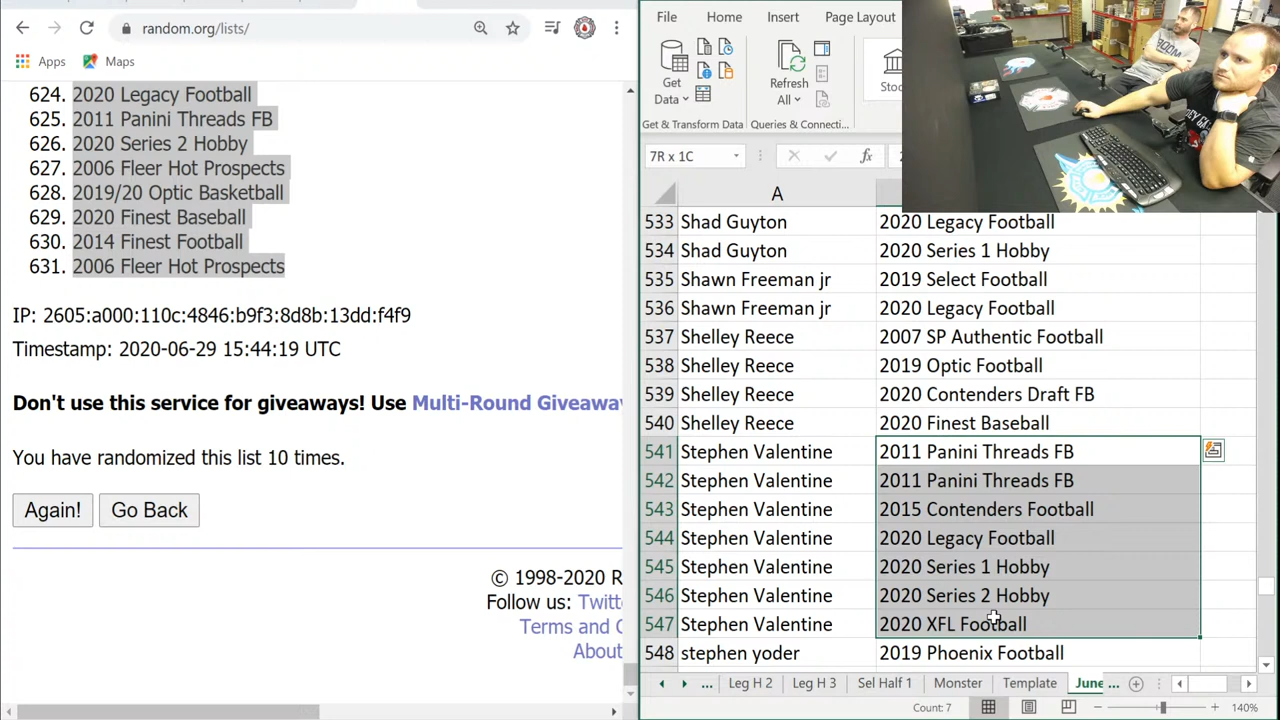 random.org/lists/
Apps
Maps
624. 2020 Legacy Football
625. 2011 Panini Threads FB
626. 2020 Series 2 Hobby
627. 2006 Fleer Hot Prospects
628. 2019/20 Optic Basketball
629. 2020 Finest Baseball
630. 2014 Finest Football
631. 2006 Fleer Hot Prospects
IP: 2605:a000:110c:4846:b9f3:8d8b:13dd:f4f9
Timestamp: 2020-06-29 15:44:19 UTC
Don't use this service for giveaways! Use Multi-Round Giveaway
You have randomized this list 10 times.
Again! Go Back
© 1998-2020 R
Follow us: Twitt
Terms and C
About
File Home Insert Page Layout
Get Data
Refresh All
Stoc
Get & Transform Data Queries & Connecti...
7R x 1C fx 2
A
533 Shad Guyton 2020 Legacy Football
534 Shad Guyton 2020 Series 1 Hobby
535 Shawn Freeman jr 2019 Select Football
536 Shawn Freeman jr 2020 Legacy Football
537 Shelley Reece 2007 SP Authentic Football
538 Shelley Reece 2019 Optic Football
539 Shelley Reece 2020 Contenders Draft FB
540 Shelley Reece 2020 Finest Baseball
541 Stephen Valentine 2011 Panini Threads FB
542 Stephen Valentine 2011 Panini Threads FB
543 Stephen Valentine 2015 Contenders Football
544 Stephen Valentine 2020 Legacy Football
545 Stephen Valentine 2020 Series 1 Hobby
546 Stephen Valentine 2020 Series 2 Hobby
547 Stephen Valentine 2020 XFL Football
548 stephen yoder 2019 Phoenix Football
... Leg H 2 Leg H 3 Sel Half 1 Monster Template June ...
Count: 7 140%